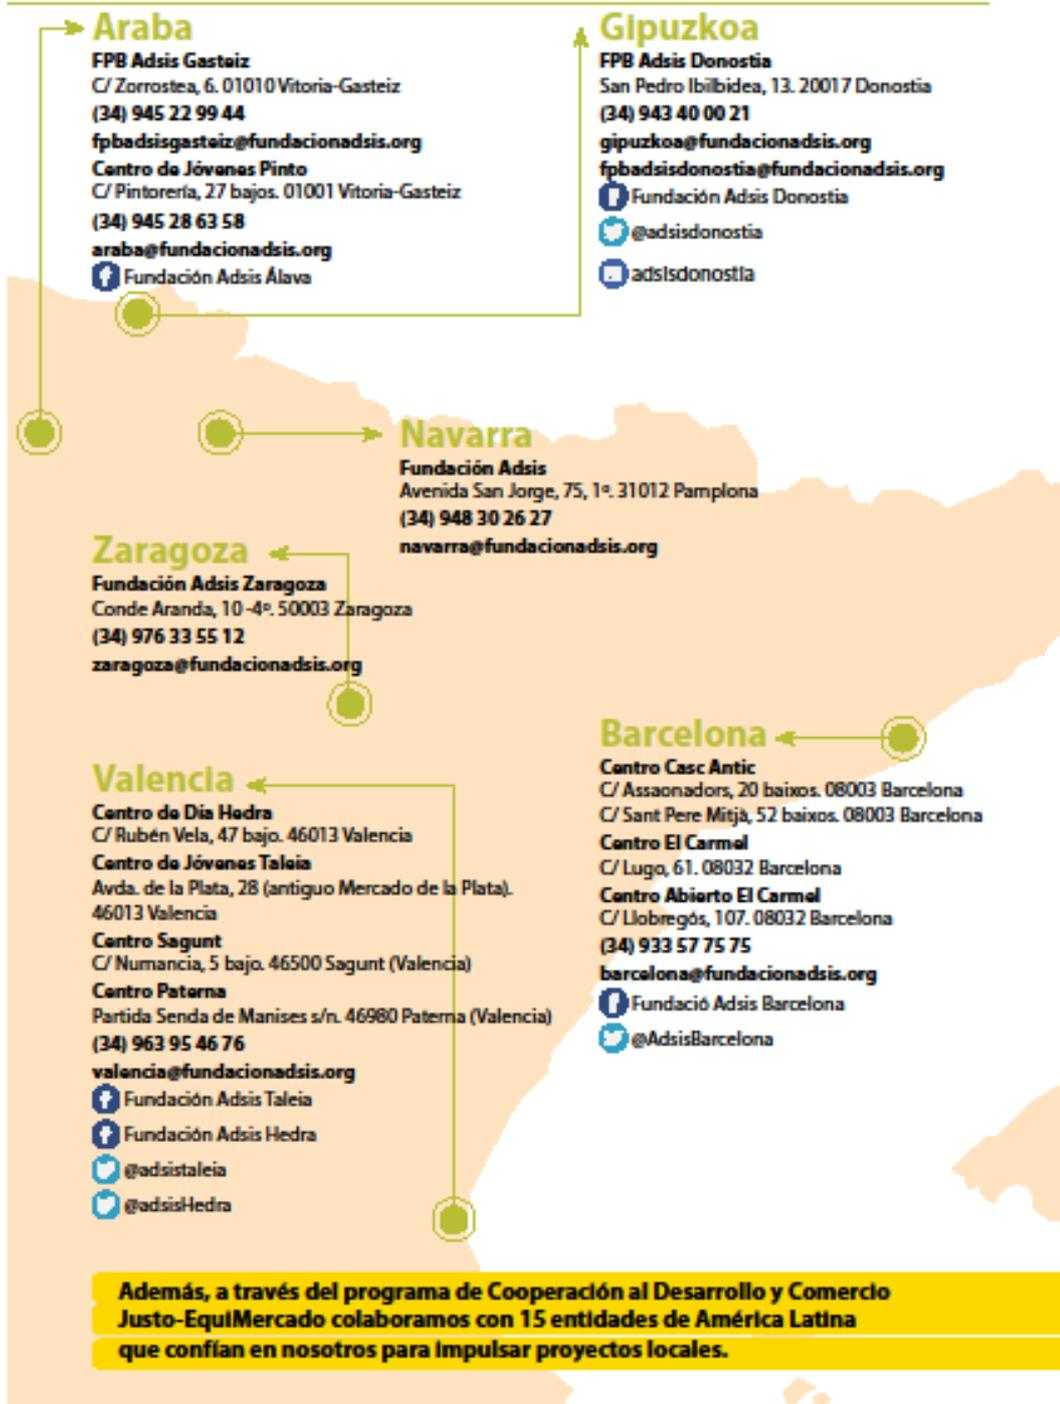 Araba
FPB Adsis Gasteiz
C/ Zorrostea, 6. 01010 Vitoria-Gasteiz
(34) 945 22 99 44
fpbadsisgasteiz@fundacionadsis.org
Centro de Jóvenes Pinto
C/ Pintorería, 27 bajos. 01001 Vitoria-Gasteiz
(34) 945 28 63 58
araba@fundacionadsis.org
Fundación Adsis Álava
Gipuzkoa
FPB Adsis Donostia
San Pedro Ibilbidea, 13. 20017 Donostia
(34) 943 40 00 21
gipuzkoa@fundacionadsis.org
fpbadsisdonostia@fundacionadsis.org
Fundación Adsis Donostia
@adsisdonostia
adsisdonostia
Navarra
Fundación Adsis
Avenida San Jorge, 75, 1º. 31012 Pamplona
(34) 948 30 26 27
navarra@fundacionadsis.org
Zaragoza
Fundación Adsis Zaragoza
Conde Aranda, 10 -4º. 50003 Zaragoza
(34) 976 33 55 12
zaragoza@fundacionadsis.org
Valencia
Centro de Día Hedra
C/ Rubén Vela, 47 bajo. 46013 Valencia
Centro de Jóvenes Taleia
Avda. de la Plata, 28 (antiguo Mercado de la Plata).
46013 Valencia
Centro Sagunt
C/ Numancia, 5 bajo. 46500 Sagunt (Valencia)
Centro Paterna
Partida Senda de Manises s/n. 46980 Paterna (Valencia)
(34) 963 95 46 76
valencia@fundacionadsis.org
Fundación Adsis Taleia
Fundación Adsis Hedra
@adsistaleia
@adsisHedra
Barcelona
Centro Casc Antic
C/ Assaonadors, 20 baixos. 08003 Barcelona
C/ Sant Pere Mitjà, 52 baixos. 08003 Barcelona
Centro El Carmel
C/ Lugo, 61. 08032 Barcelona
Centro Abierto El Carmel
C/ Llobregós, 107. 08032 Barcelona
(34) 933 57 75 75
barcelona@fundacionadsis.org
Fundació Adsis Barcelona
@AdsisBarcelona
Además, a través del programa de Cooperación al Desarrollo y Comercio
Justo-EquiMercado colaboramos con 15 entidades de América Latina
que confían en nosotros para impulsar proyectos locales.